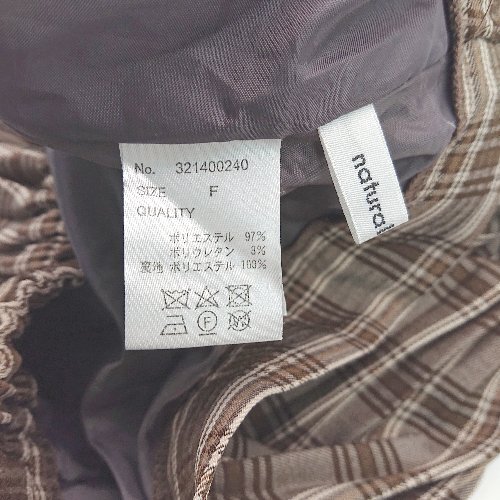 No. 321400240
SIZE F
QUALITY
ポリエステル 97%
ポリウレタン 3%
裏地 ポリエステル 100%
F
natural